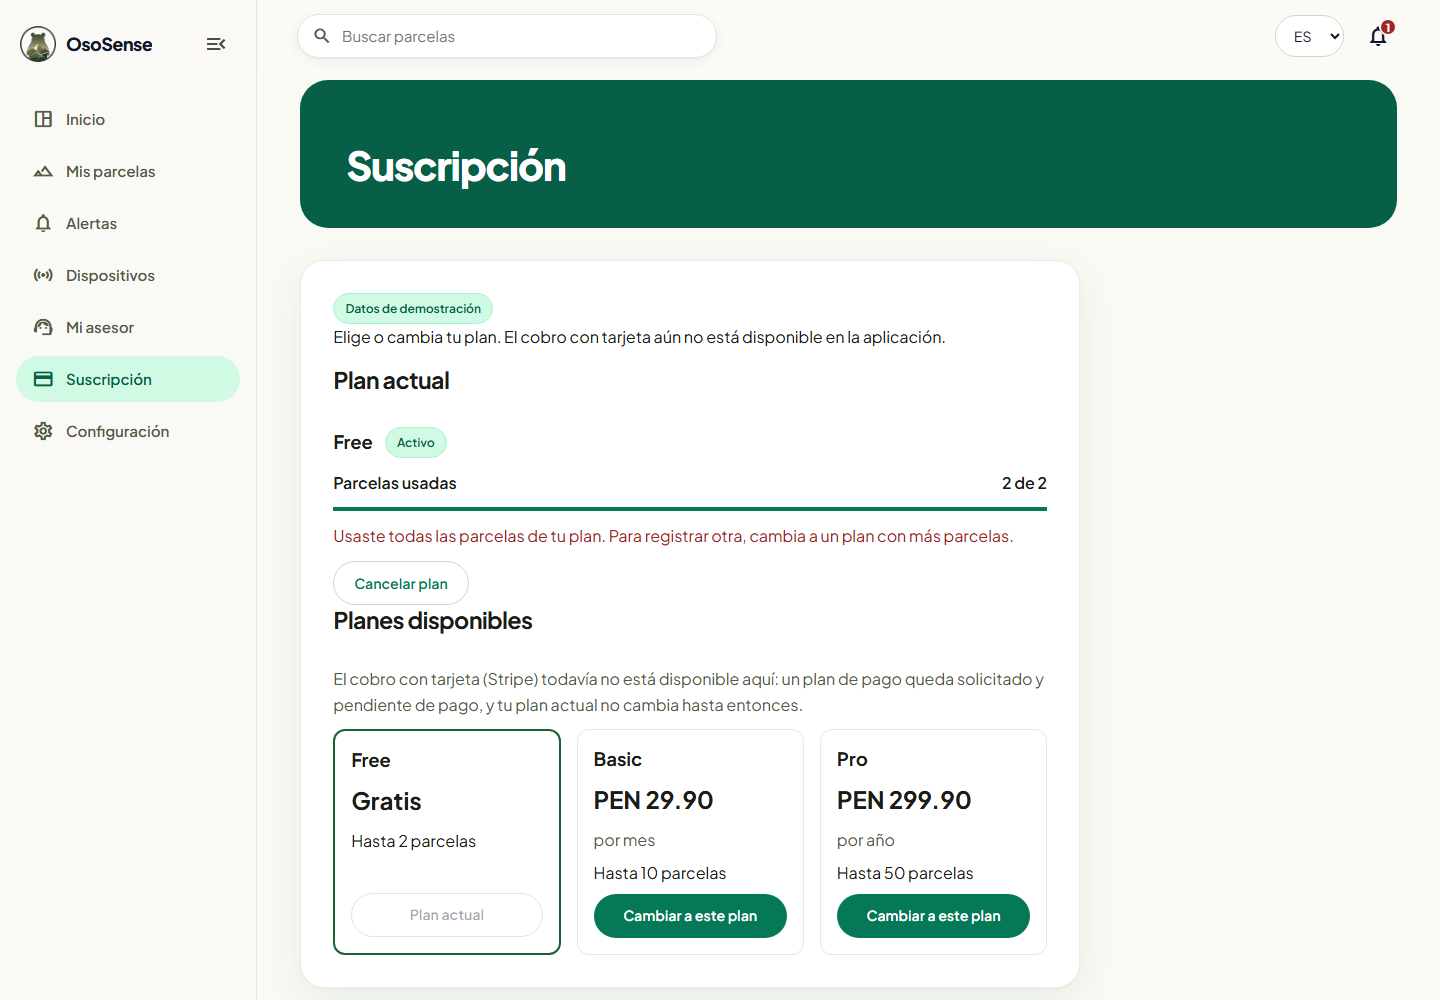 OsoSense
Buscar parcelas
ES
1
Inicio
Mis parcelas
Alertas
Dispositivos
Mi asesor
Suscripción
Configuración
Suscripción
Datos de demostración
Elige o cambia tu plan. El cobro con tarjeta aún no está disponible en la aplicación.
Plan actual
Free Activo
Parcelas usadas 2 de 2
Usaste todas las parcelas de tu plan. Para registrar otra, cambia a un plan con más parcelas.
Cancelar plan
Planes disponibles
El cobro con tarjeta (Stripe) todavía no está disponible aquí: un plan de pago queda solicitado y
pendiente de pago, y tu plan actual no cambia hasta entonces.
Free
Gratis
Hasta 2 parcelas
Plan actual
Basic
PEN 29.90
por mes
Hasta 10 parcelas
Cambiar a este plan
Pro
PEN 299.90
por año
Hasta 50 parcelas
Cambiar a este plan